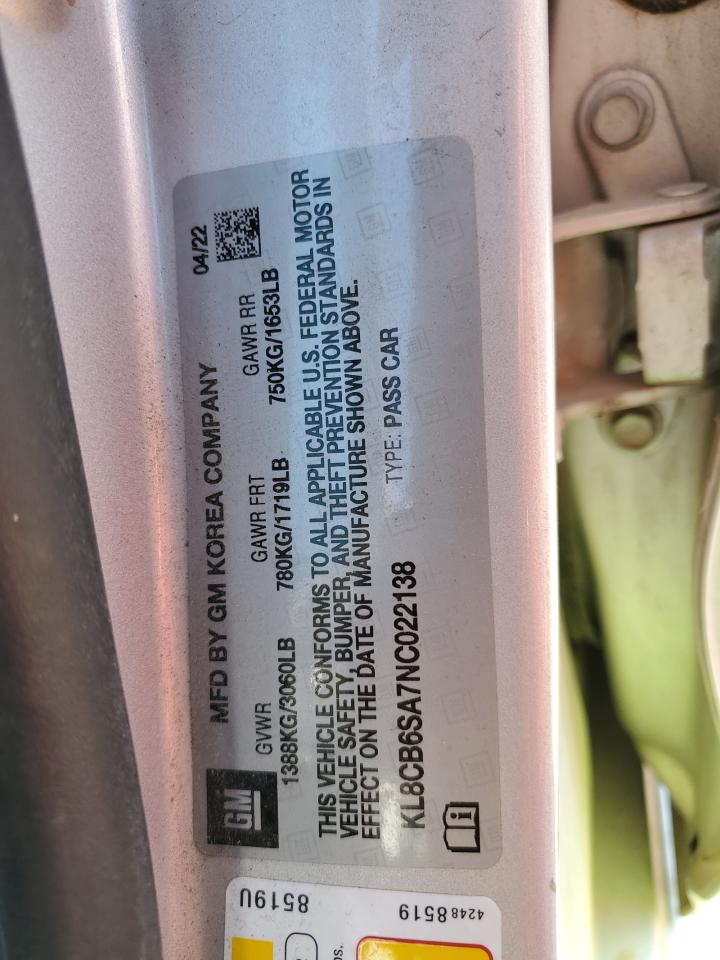 GM
MFD BY GM KOREA COMPANY 04/22
GVWR GAWR FRT GAWR RR
1388KG/3060LB 780KG/1719LB 750KG/1653LB
THIS VEHICLE CONFORMS TO ALL APPLICABLE U.S. FEDERAL MOTOR
VEHICLE SAFETY, BUMPER, AND THEFT PREVENTION STANDARDS IN
EFFECT ON THE DATE OF MANUFACTURE SHOWN ABOVE.
KL8CB6SA7NC022138 TYPE: PASS CAR
8519U
4248 8519